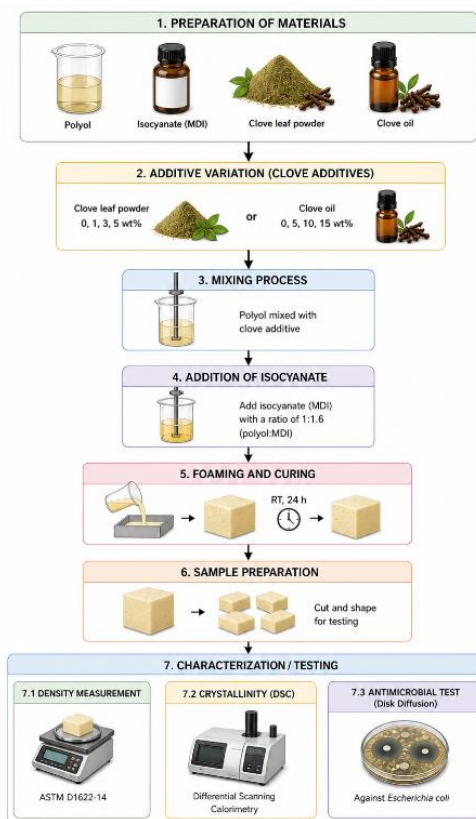 1. PREPARATION OF MATERIALS
Polyol
Isocyanate (MDI)
Clove leaf powder
Clove oil
2. ADDITIVE VARIATION (CLOVE ADDITIVES)
Clove leaf powder
0, 1, 3, 5 wt%
or
Clove oil
0, 5, 10, 15 wt%
3. MIXING PROCESS
Polyol mixed with
clove additive
4. ADDITION OF ISOCYANATE
Add isocyanate (MDI)
with a ratio of 1:1.6
(polyol:MDI)
5. FOAMING AND CURING
RT, 24 h
6. SAMPLE PREPARATION
Cut and shape
for testing
7. CHARACTERIZATION / TESTING
7.1 DENSITY MEASUREMENT
ASTM D1622-14
7.2 CRYSTALLINITY (DSC)
Differential Scanning
Calorimetry
7.3 ANTIMICROBIAL TEST
(Disk Diffusion)
Against Escherichia coli